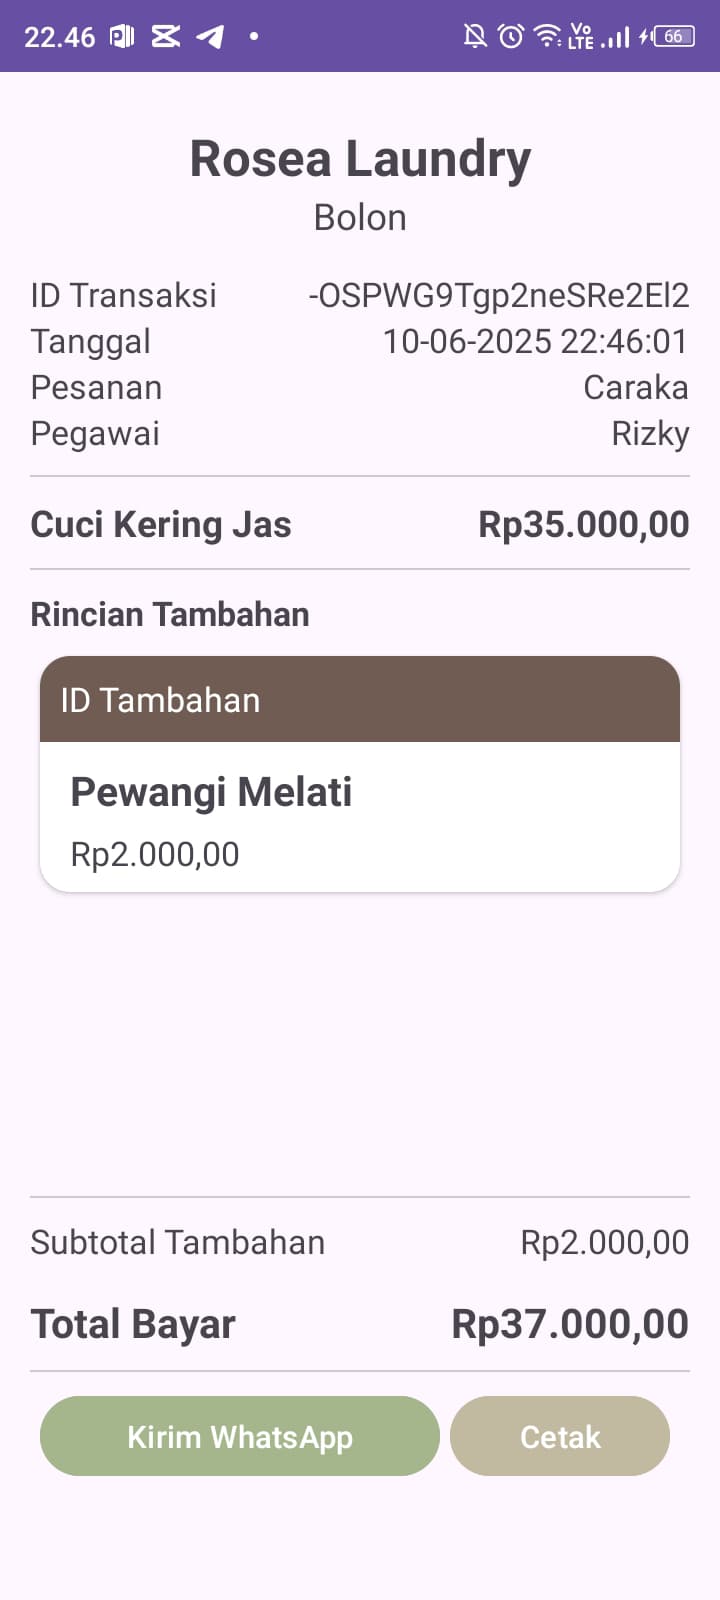 22.46
Vo LTE
66
Rosea Laundry
Bolon
ID Transaksi -OSPWG9Tgp2neSRe2El2
Tanggal 10-06-2025 22:46:01
Pesanan Caraka
Pegawai Rizky
Cuci Kering Jas Rp35.000,00
Rincian Tambahan
ID Tambahan
Pewangi Melati
Rp2.000,00
Subtotal Tambahan Rp2.000,00
Total Bayar Rp37.000,00
Kirim WhatsApp Cetak